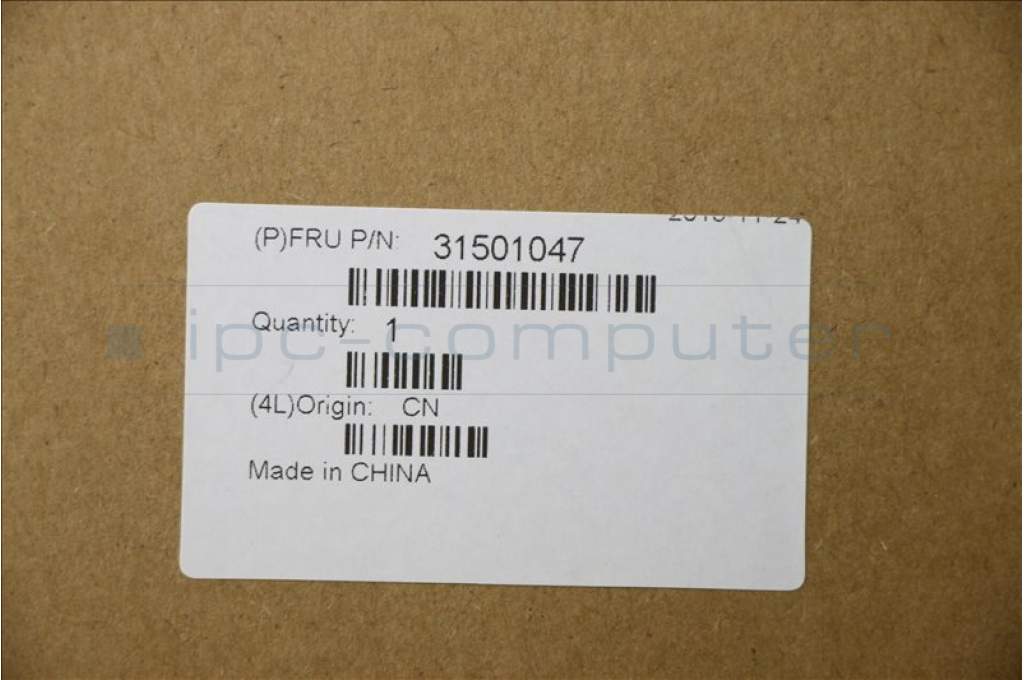 (P)FRU P/N: 31501047
Quantity: 1
ipc-computer
(4L)Origin: CN
Made in CHINA